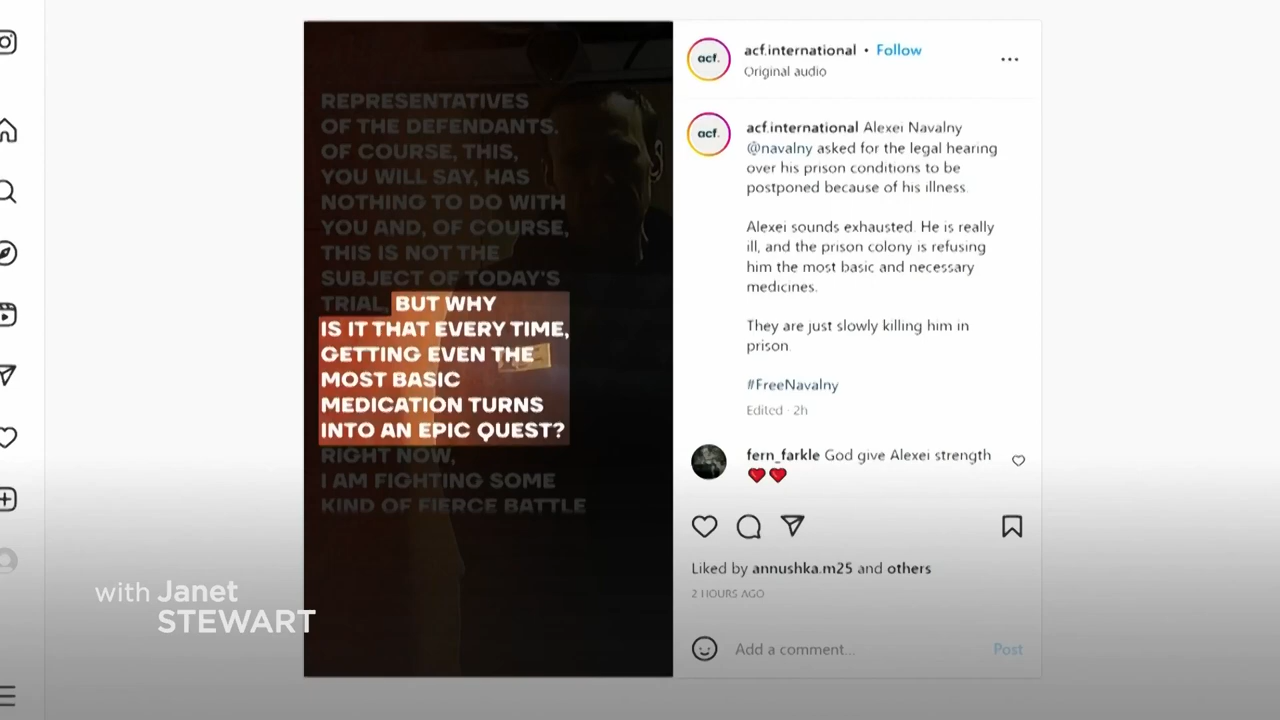 REPRESENTATIVES
OF THE DEFENDANTS.
OF COURSE, THIS,
YOU WILL SAY, HAS
NOTHING TO DO WITH
YOU AND, OF COURSE,
THIS IS NOT THE
SUBJECT OF TODAY'S
TRIAL, BUT WHY
IS IT THAT EVERY TIME,
GETTING EVEN THE
MOST BASIC
MEDICATION TURNS
INTO AN EPIC QUEST?
RIGHT NOW,
I AM FIGHTING SOME
KIND OF FIERCE BATTLE
with Janet
STEWART
acf.
acf.international • Follow
Original audio
acf.
acf.international Alexei Navalny
@navalny asked for the legal hearing
over his prison conditions to be
postponed because of his illness.
Alexei sounds exhausted. He is really
ill, and the prison colony is refusing
him the most basic and necessary
medicines.
They are just slowly killing him in
prison.
#FreeNavalny
Edited · 2h
fern_farkle God give Alexei strength
❤️❤️
Liked by annushka.m25 and others
2 HOURS AGO
Add a comment...
Post